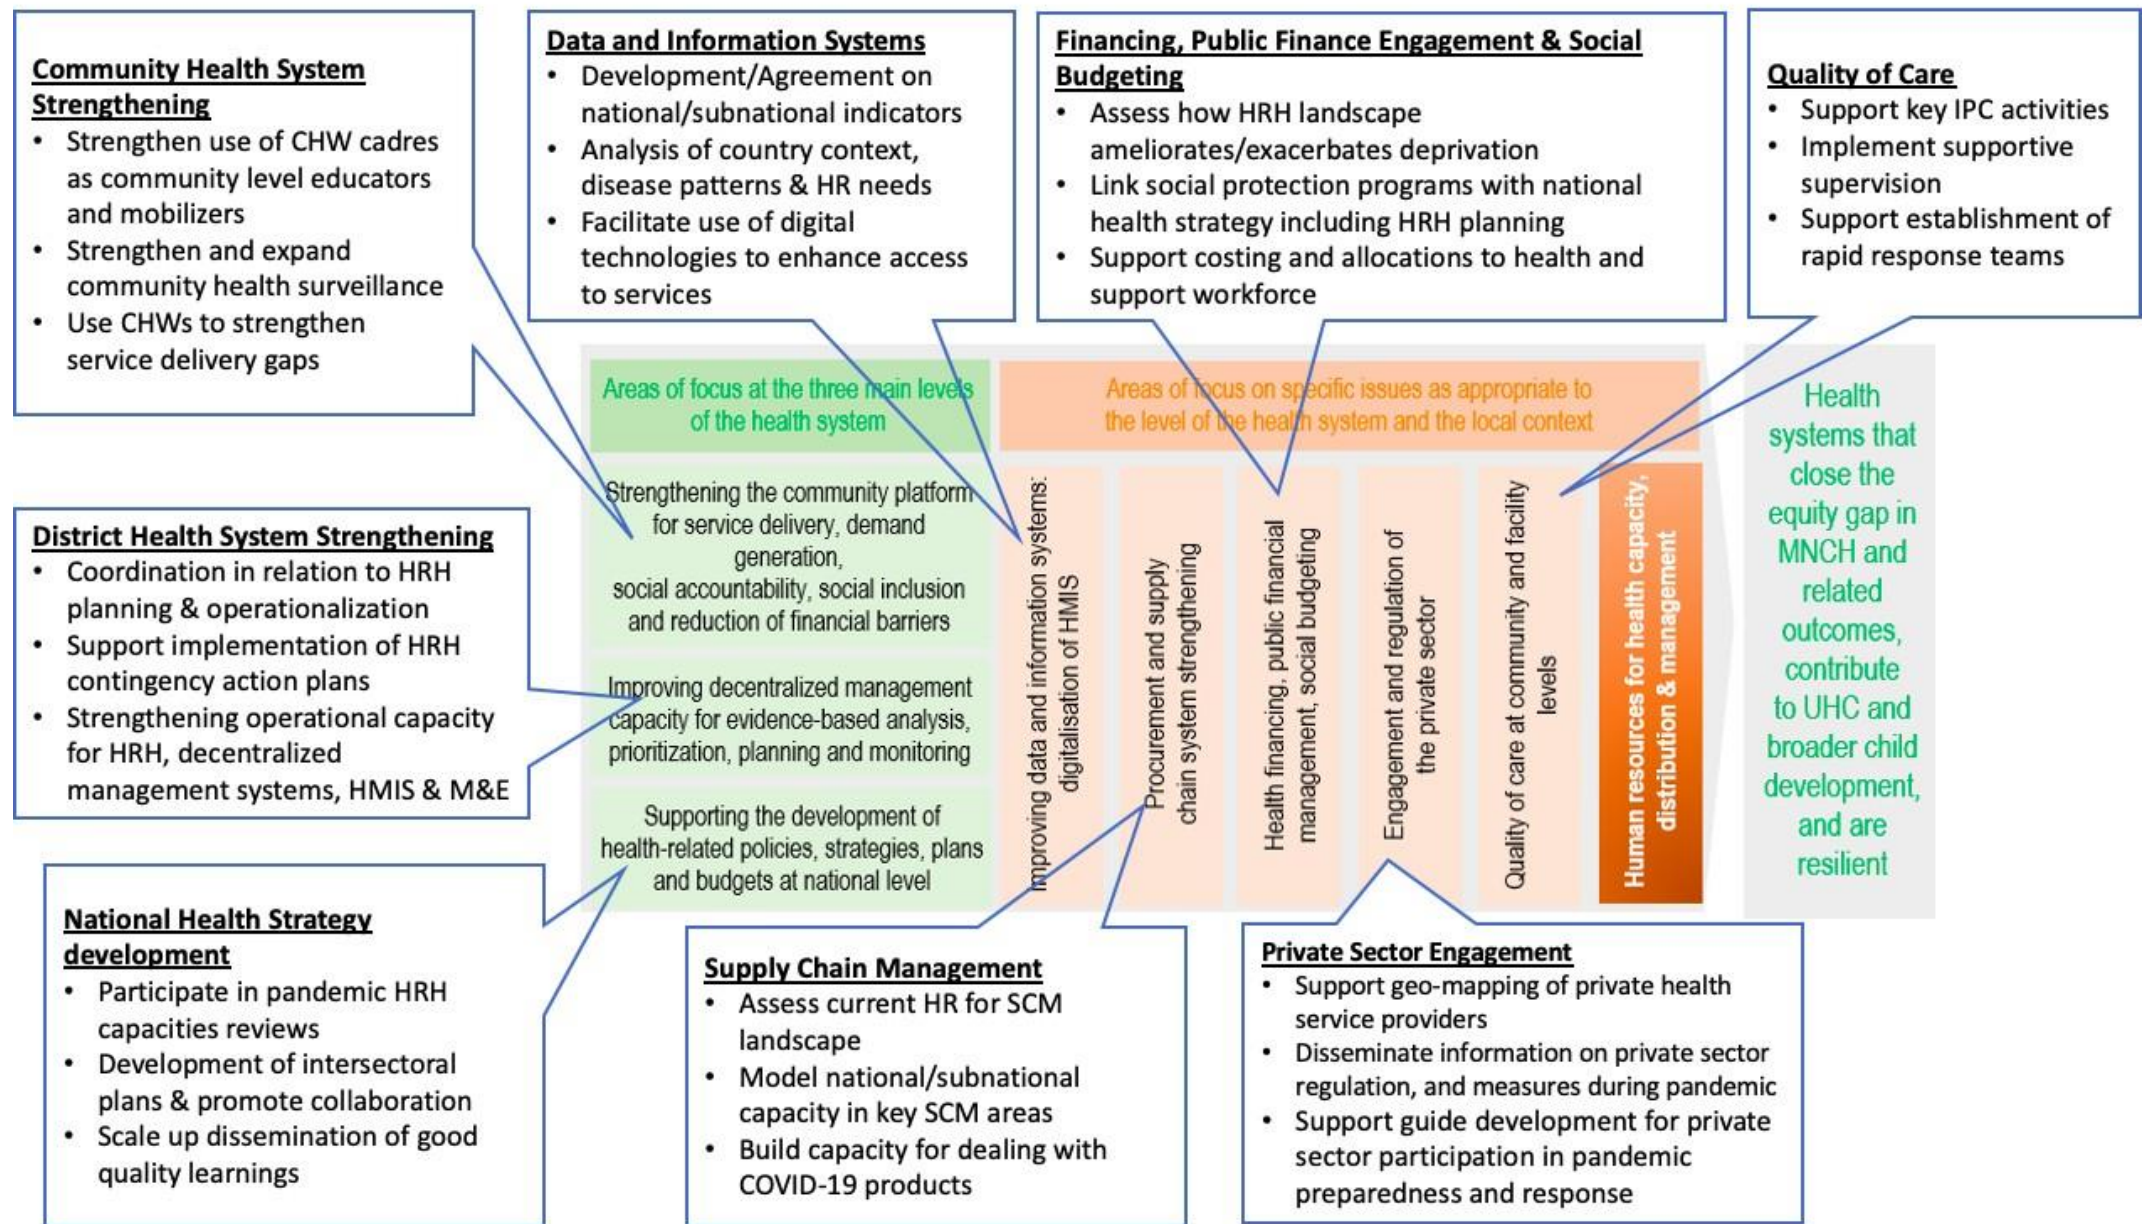 Community Health System
Strengthening
• Strengthen use of CHW cadres
as community level educators
and mobilizers
• Strengthen and expand
community health surveillance
• Use CHWs to strengthen
service delivery gaps
Data and Information Systems
• Development/Agreement on
national/subnational indicators
• Analysis of country context,
disease patterns & HR needs
• Facilitate use of digital
technologies to enhance access
to services
Financing, Public Finance Engagement & Social
Budgeting
• Assess how HRH landscape
ameliorates/exacerbates deprivation
• Link social protection programs with national
health strategy including HRH planning
• Support costing and allocations to health and
support workforce
Quality of Care
• Support key IPC activities
• Implement supportive
supervision
• Support establishment of
rapid response teams
District Health System Strengthening
• Coordination in relation to HRH
planning & operationalization
• Support implementation of HRH
contingency action plans
• Strengthening operational capacity
for HRH, decentralized
management systems, HMIS & M&E
Areas of focus at the three main levels
of the health system
Strengthening the community platform
for service delivery, demand
generation,
social accountability, social inclusion
and reduction of financial barriers
Improving decentralized management
capacity for evidence-based analysis,
prioritization, planning and monitoring
Supporting the development of
health-related policies, strategies, plans
and budgets at national level
Areas of focus on specific issues as appropriate to
the level of the health system and the local context
Improving data and information systems:
digitalisation of HMIS
Procurement and supply
chain system strengthening
Health financing, public financial
management, social budgeting
Engagement and regulation of
the private sector
Quality of care at community and facility
levels
Human resources for health capacity,
distribution & management
Health
systems that
close the
equity gap in
MNCH and
related
outcomes,
contribute
to UHC and
broader child
development,
and are
resilient
National Health Strategy
development
• Participate in pandemic HRH
capacities reviews
• Development of intersectoral
plans & promote collaboration
• Scale up dissemination of good
quality learnings
Supply Chain Management
• Assess current HR for SCM
landscape
• Model national/subnational
capacity in key SCM areas
• Build capacity for dealing with
COVID-19 products
Private Sector Engagement
• Support geo-mapping of private health
service providers
• Disseminate information on private sector
regulation, and measures during pandemic
• Support guide development for private
sector participation in pandemic
preparedness and response